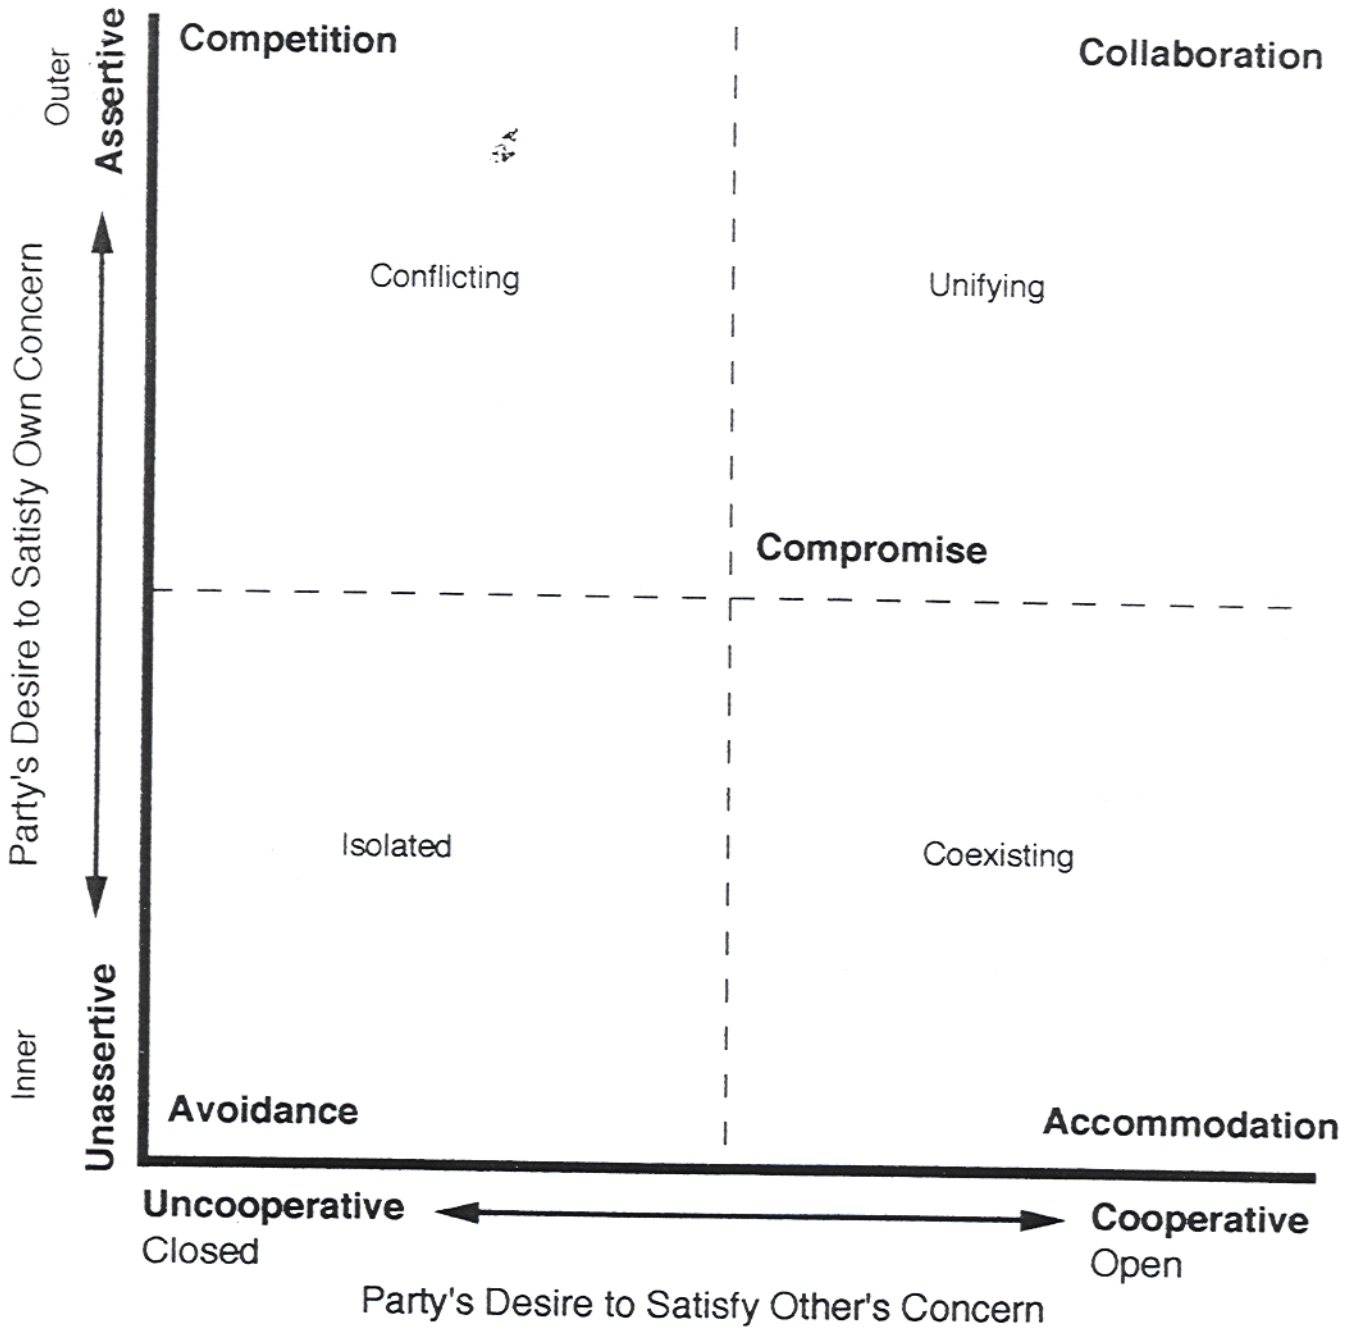 Outer
Assertive
Party's Desire to Satisfy Own Concern
Inner
Unassertive
Competition
Collaboration
Conflicting
Unifying
Compromise
Isolated
Coexisting
Avoidance
Accommodation
Uncooperative
Closed
Cooperative
Open
Party's Desire to Satisfy Other's Concern